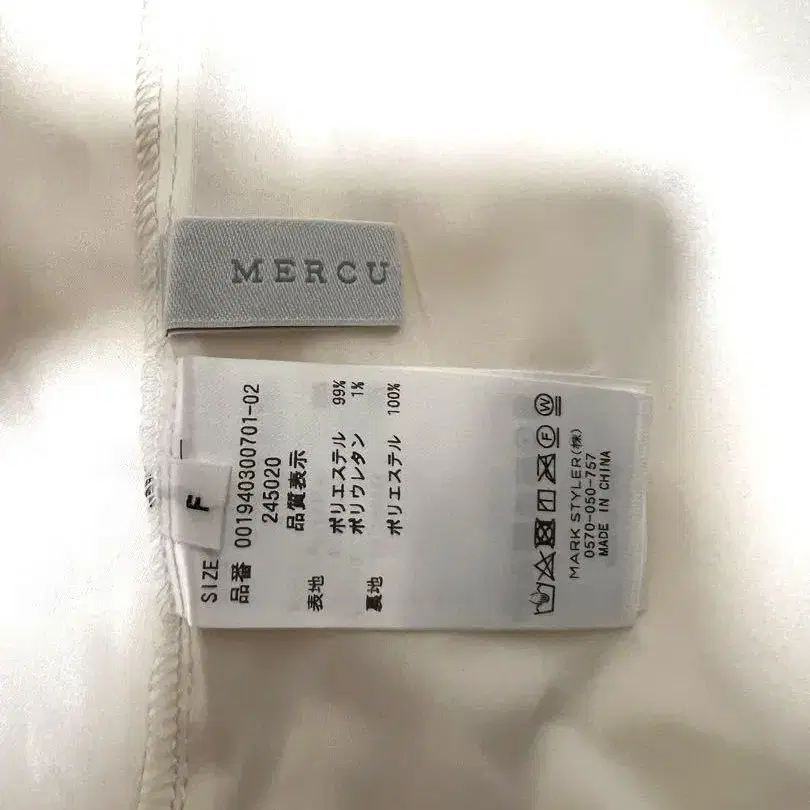 MERCU
SIZE F
品番 001940300701-02
245020
品質表示
表地 ポリエステル 99%
ポリウレタン 1%
裏地 ポリエステル 100%
MARK STYLER(株)
0570-050-757
MADE IN CHINA